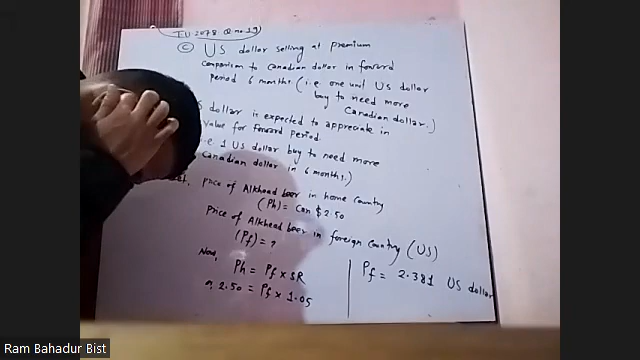 T.U 2078 Q.no 19)
(c) US dollar selling at premium
comparison to canadian dollar in forward
period 6 months. (i.e one unit US dollar
buy to need more
Canadian dollar.)
dollar is expected to appreciate in
value for forward period
1 US dollar buy to need more
canadian dollar in 6 months.)
Price of Alkhead beer in home country
(Ph) = Can $ 2.50
Price of Alkhead beer in foreign country (US)
(Pf) = ?
Now,
Ph = Pf × SR
or, 2.50 = Pf × 1.05
Pf = 2.381 US dollar
Ram Bahadur Bist